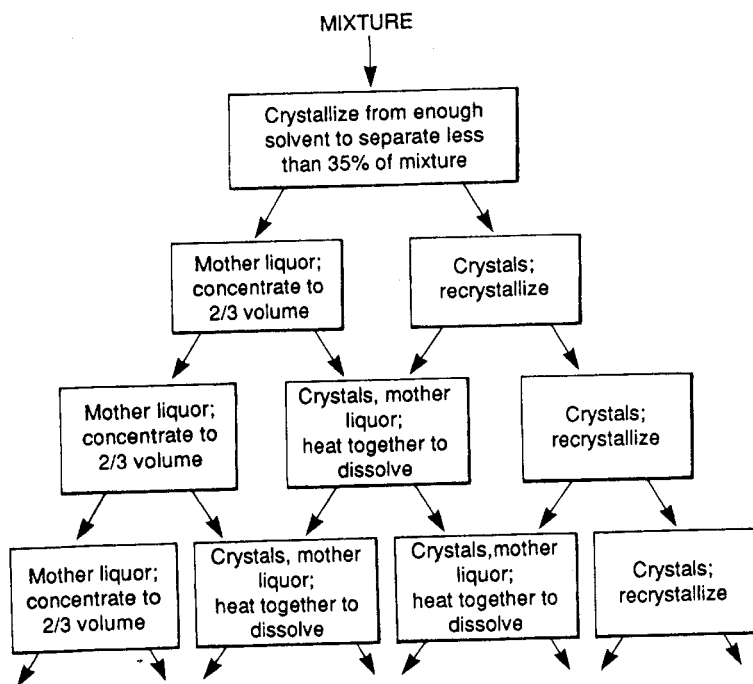 MIXTURE
Crystallize from enough
solvent to separate less
than 35% of mixture
Mother liquor;
concentrate to
2/3 volume
Crystals;
recrystallize
Mother liquor;
concentrate to
2/3 volume
Crystals, mother
liquor;
heat together to
dissolve
Crystals;
recrystallize
Mother liquor;
concentrate to
2/3 volume
Crystals, mother
liquor;
heat together to
dissolve
Crystals,mother
liquor;
heat together to
dissolve
Crystals;
recrystallize